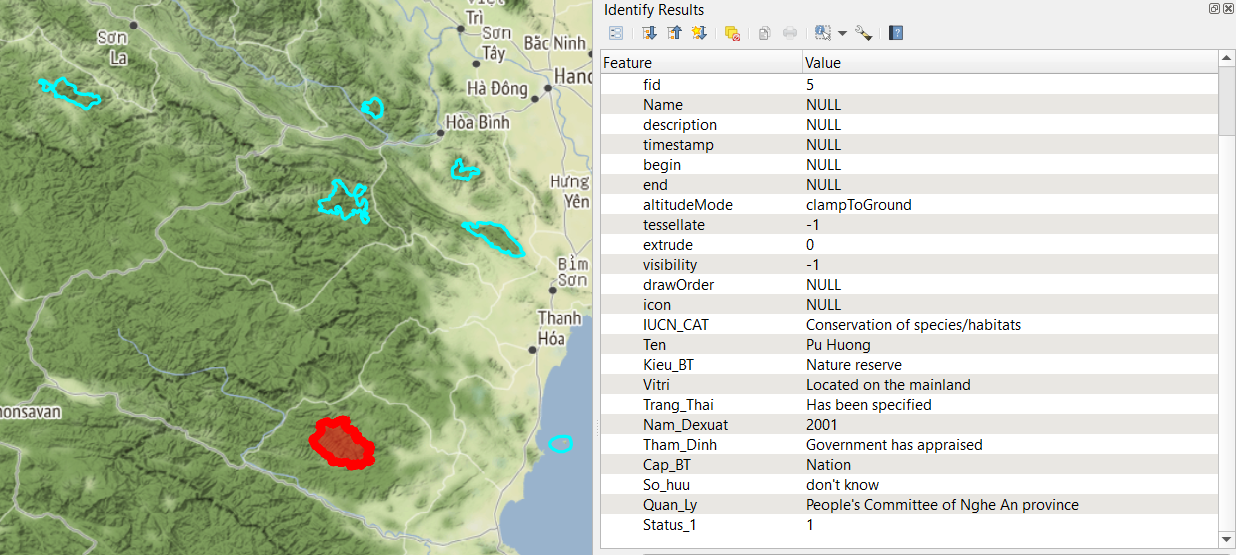 Việt
Trì
Sơn
Tây
Bắc Ninh
Sơn
La
Hà Đông
Hòa Bình
Hưng
Yên
Bỉm
Sơn
Thanh
Hóa
honsavan
Identify Results
Feature Value
fid 5
Name NULL
description NULL
timestamp NULL
begin NULL
end NULL
altitudeMode clampToGround
tessellate -1
extrude 0
visibility -1
drawOrder NULL
icon NULL
IUCN_CAT Conservation of species/habitats
Ten Pu Huong
Kieu_BT Nature reserve
Vitri Located on the mainland
Trang_Thai Has been specified
Nam_Dexuat 2001
Tham_Dinh Government has appraised
Cap_BT Nation
So_huu don't know
Quan_Ly People's Committee of Nghe An province
Status_1 1